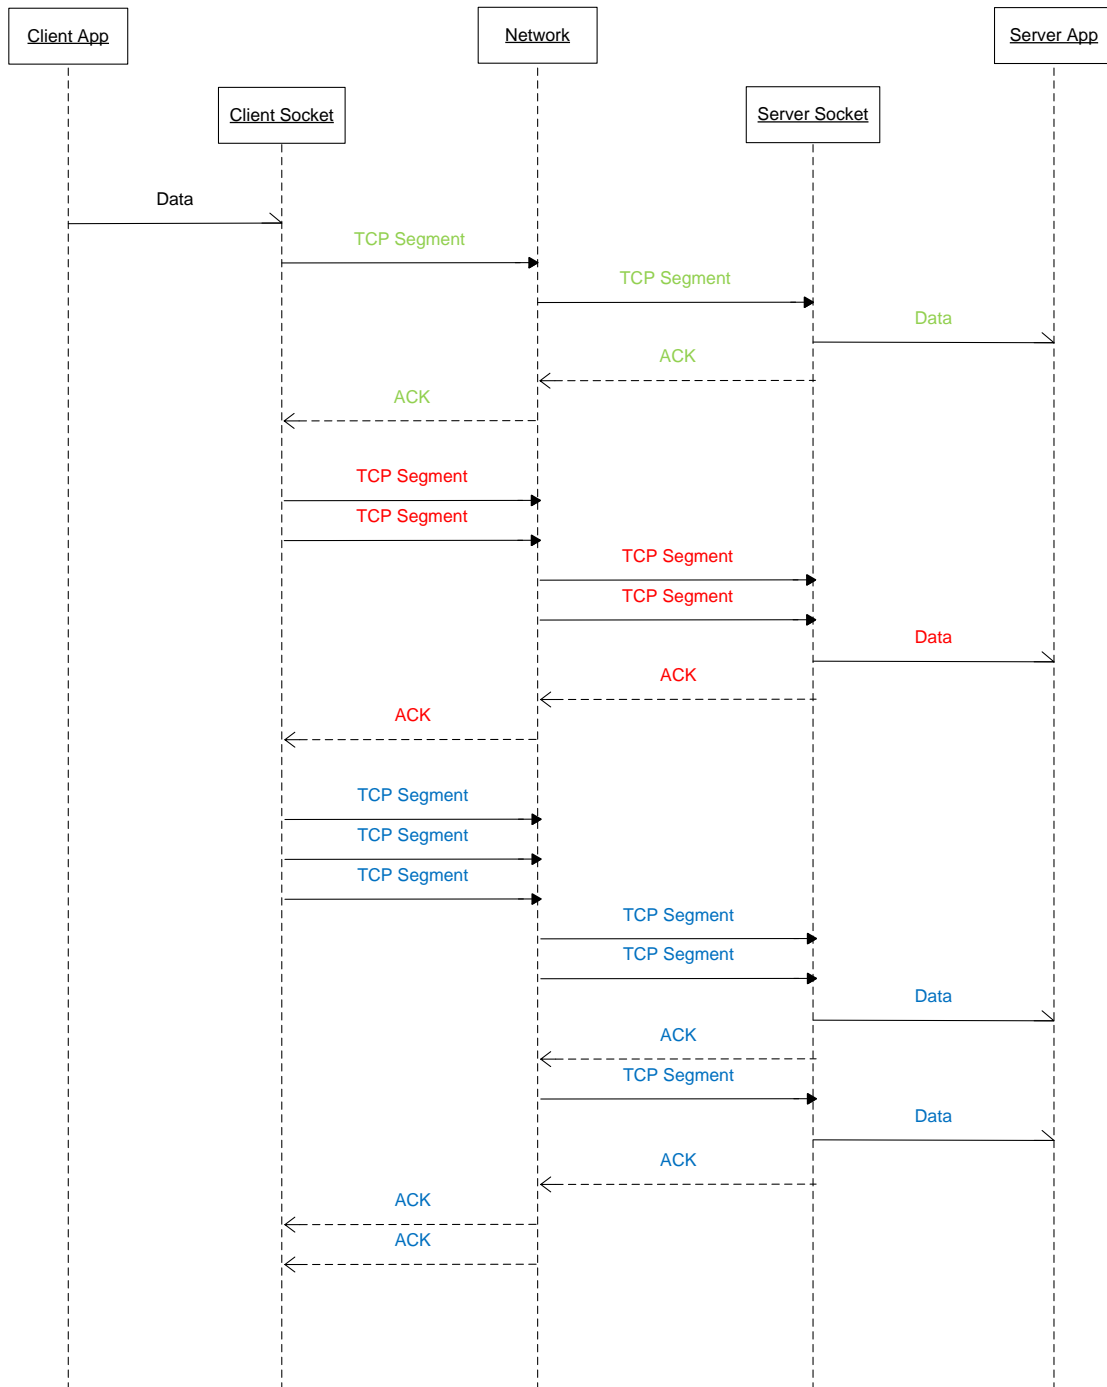 Client App
Network
Server App
Client Socket
Server Socket
Data
TCP Segment
TCP Segment
Data
ACK
ACK
TCP Segment
TCP Segment
TCP Segment
TCP Segment
Data
ACK
ACK
TCP Segment
TCP Segment
TCP Segment
TCP Segment
TCP Segment
Data
ACK
TCP Segment
Data
ACK
ACK
ACK